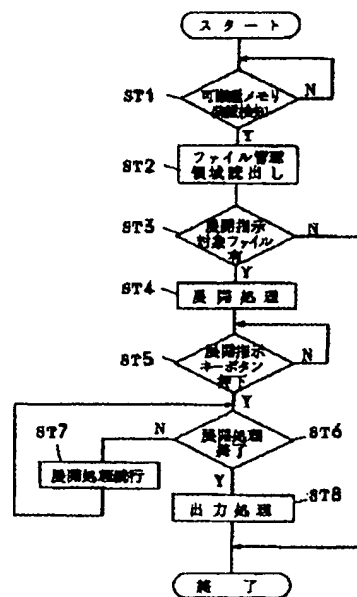 スタート
ST1
可搬型メモリ
装着検知
N
Y
ST2
ファイル管理
領域読出し
ST3
展開指示
対象ファイル
有
N
Y
ST4
展開処理
ST5
展開指示
キーボタン
押下
N
Y
ST7
N
展開処理
終了
ST6
展開処理続行
Y
ST8
出力処理
終了